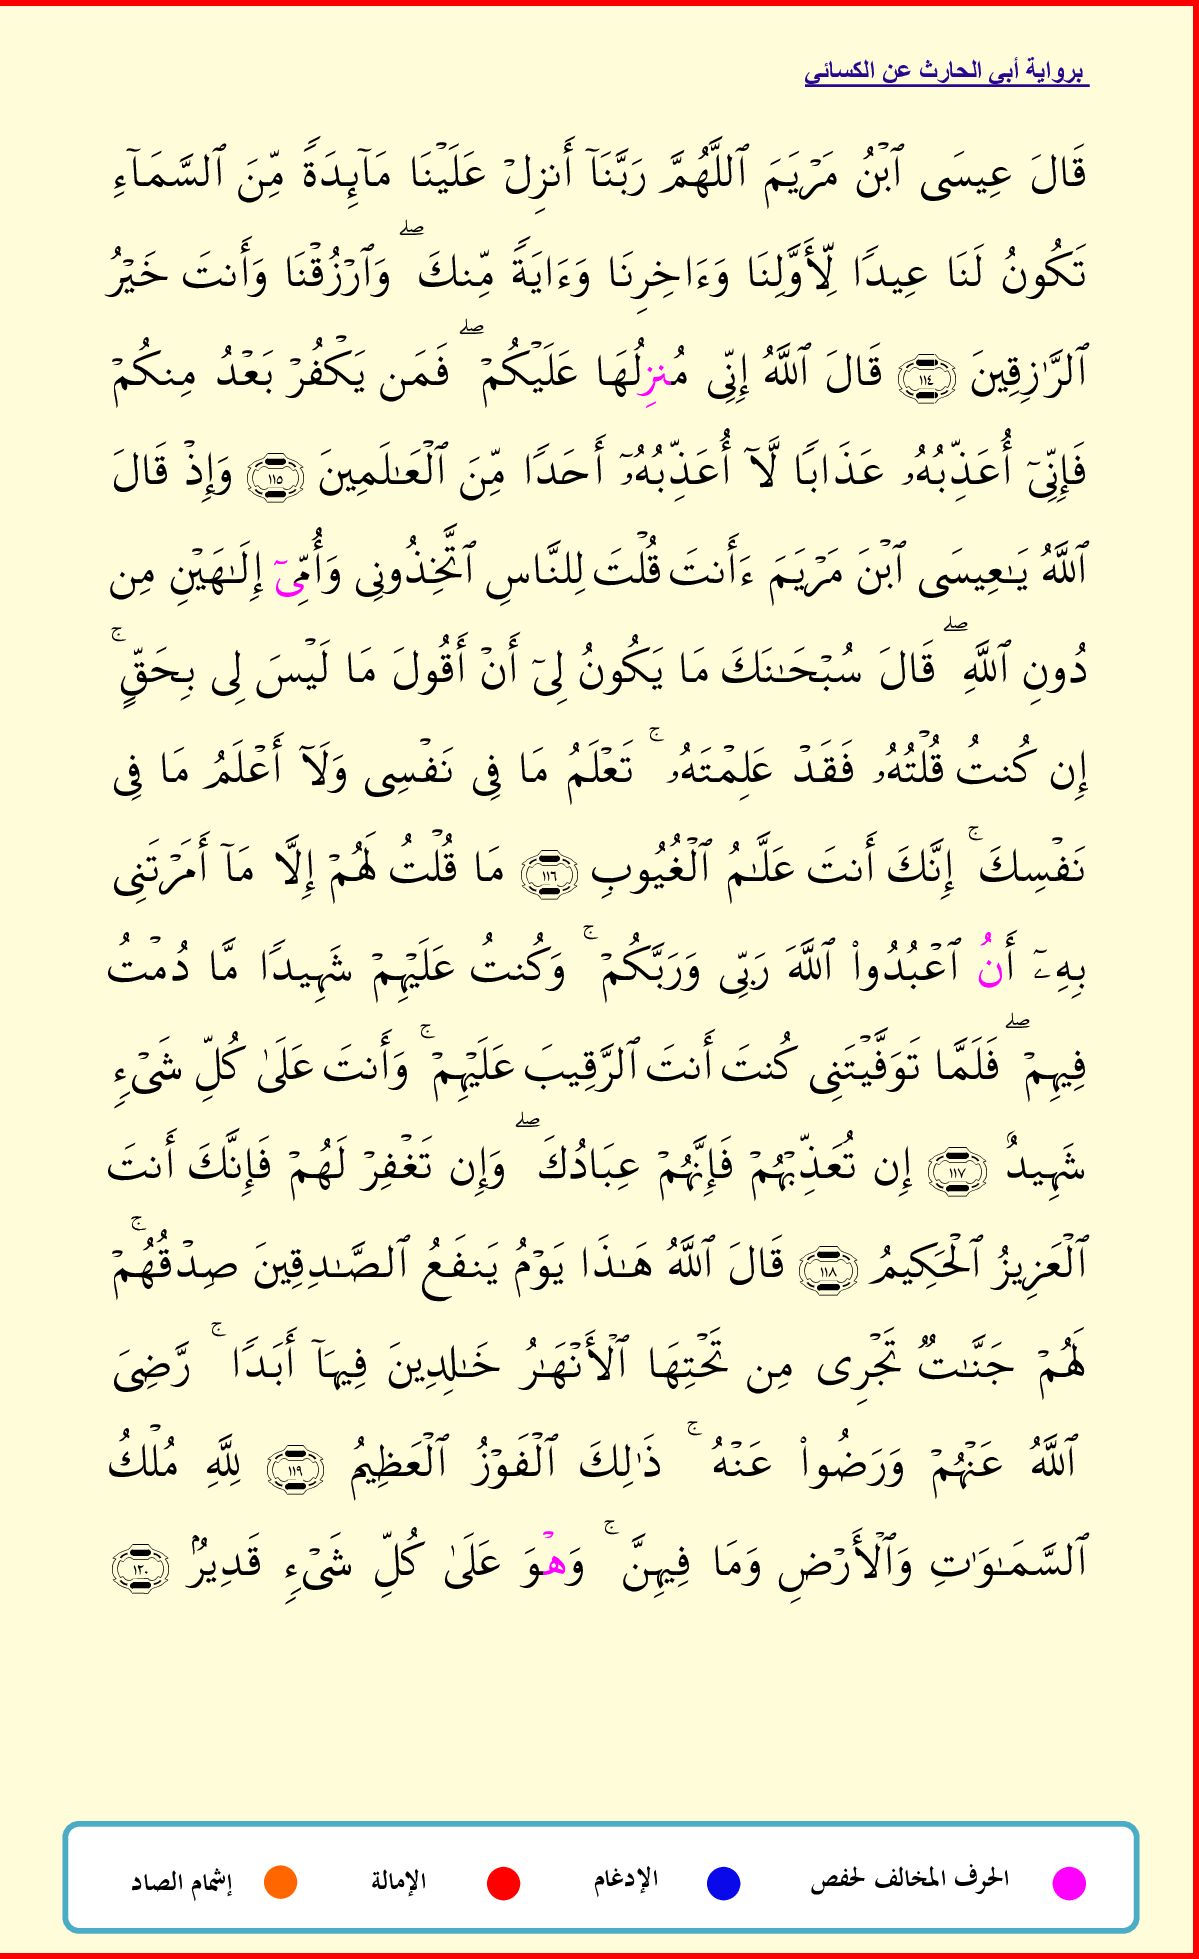 برواية أبي الحارث عن الكسائي
قَالَ عِيسَى ٱبۡنُ مَرۡيَمَ ٱللَّهُمَّ رَبَّنَآ أَنزِلۡ عَلَيۡنَا مَآئِدَةٗ مِّنَ ٱلسَّمَآءِ
تَكُونُ لَنَا عِيدٗا لِّأَوَّلِنَا وَءَاخِرِنَا وَءَايَةٗ مِّنكَۖ وَٱرۡزُقۡنَا وَأَنتَ خَيۡرُ
ٱلرَّٰزِقِينَ ١١٤ قَالَ ٱللَّهُ إِنِّي مُنزِلُهَا عَلَيۡكُمۡۖ فَمَن يَكۡفُرۡ بَعۡدُ مِنكُمۡ
فَإِنِّيٓ أُعَذِّبُهُۥ عَذَابٗا لَّآ أُعَذِّبُهُۥٓ أَحَدٗا مِّنَ ٱلۡعَٰلَمِينَ ١١٥ وَإِذۡ قَالَ
ٱللَّهُ يَٰعِيسَى ٱبۡنَ مَرۡيَمَ ءَأَنتَ قُلۡتَ لِلنَّاسِ ٱتَّخِذُونِي وَأُمِّيٓ إِلَٰهَيۡنِ مِن
دُونِ ٱللَّهِۖ قَالَ سُبۡحَٰنَكَ مَا يَكُونُ لِيٓ أَنۡ أَقُولَ مَا لَيۡسَ لِي بِحَقٍّۚ
إِن كُنتُ قُلۡتُهُۥ فَقَدۡ عَلِمۡتَهُۥۚ تَعۡلَمُ مَا فِي نَفۡسِي وَلَآ أَعۡلَمُ مَا فِي
نَفۡسِكَۚ إِنَّكَ أَنتَ عَلَّٰمُ ٱلۡغُيُوبِ ١١٦ مَا قُلۡتُ لَهُمۡ إِلَّا مَآ أَمَرۡتَنِي
بِهِۦٓ أَنُ ٱعۡبُدُواْ ٱللَّهَ رَبِّي وَرَبَّكُمۡۚ وَكُنتُ عَلَيۡهِمۡ شَهِيدٗا مَّا دُمۡتُ
فِيهِمۡۖ فَلَمَّا تَوَفَّيۡتَنِي كُنتَ أَنتَ ٱلرَّقِيبَ عَلَيۡهِمۡۚ وَأَنتَ عَلَىٰ كُلِّ شَيۡءٖ
شَهِيدٌ ١١٧ إِن تُعَذِّبۡهُمۡ فَإِنَّهُمۡ عِبَادُكَۖ وَإِن تَغۡفِرۡ لَهُمۡ فَإِنَّكَ أَنتَ
ٱلۡعَزِيزُ ٱلۡحَكِيمُ ١١٨ قَالَ ٱللَّهُ هَٰذَا يَوۡمُ يَنفَعُ ٱلصَّٰدِقِينَ صِدۡقُهُمۡۚ
لَهُمۡ جَنَّٰتٞ تَجۡرِي مِن تَحۡتِهَا ٱلۡأَنۡهَٰرُ خَٰلِدِينَ فِيهَآ أَبَدٗاۚ رَّضِيَ
ٱللَّهُ عَنۡهُمۡ وَرَضُواْ عَنۡهُۚ ذَٰلِكَ ٱلۡفَوۡزُ ٱلۡعَظِيمُ ١١٩ لِلَّهِ مُلۡكُ
ٱلسَّمَٰوَٰتِ وَٱلۡأَرۡضِ وَمَا فِيهِنَّۚ وَهۡوَ عَلَىٰ كُلِّ شَيۡءٖ قَدِيرُۢ ١٢٠
الحرف المخالف لحفص الإدغام الإمالة إشمام الصاد